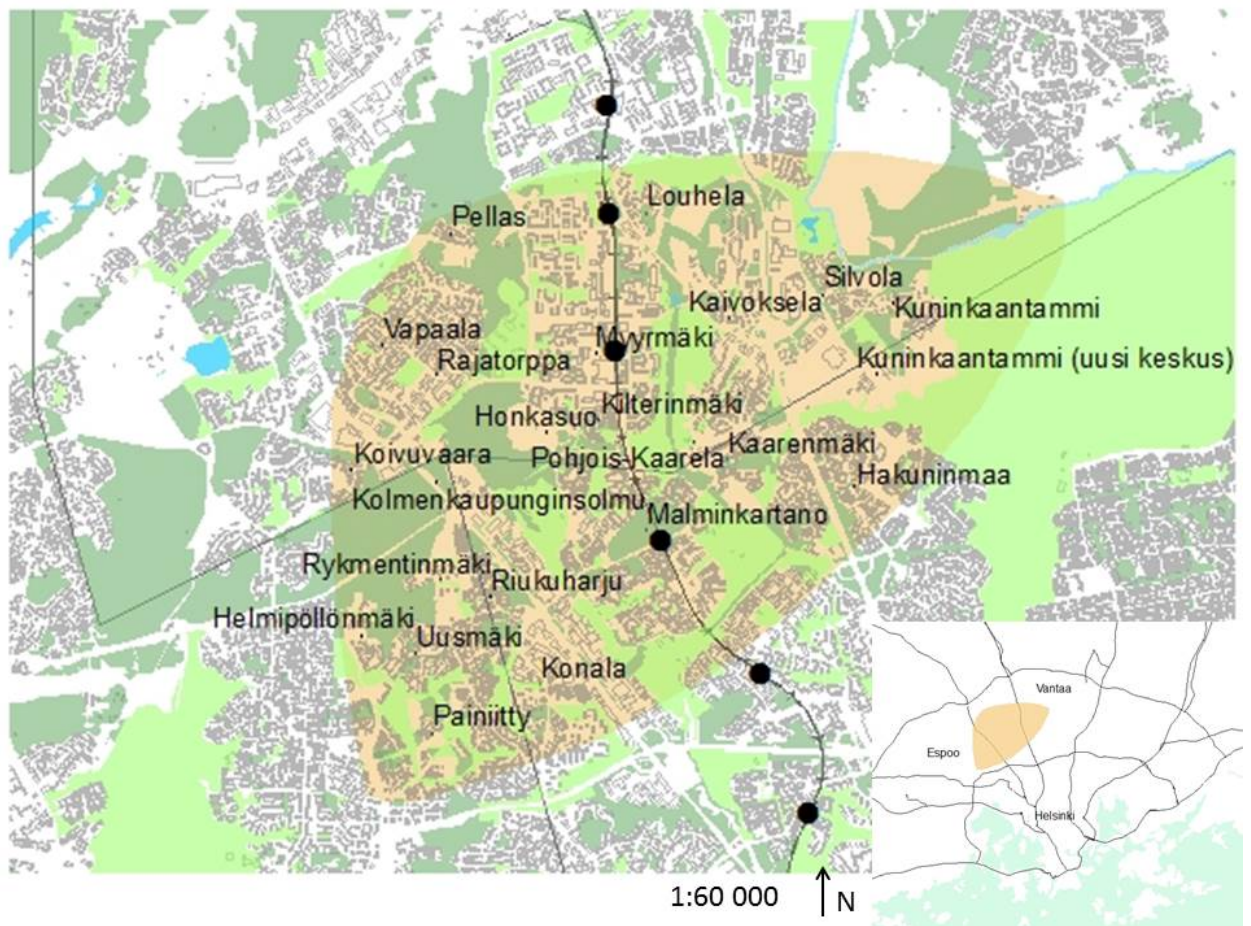 Louhela
Pellas
Silvola
Kaivoksela
Kuninkaantammi
Vapaala
Myyrmäki
Rajatorppa
Kuninkaantammi (uusi keskus)
Kilterinmäki
Honkasuo
Kaarenmäki
Koivuvaara
Pohjois-Kaarela
Hakuninmaa
Kolmenkaupunginsolmu
Malminkartano
Rykmentinmäki
Riukuharju
Helmipöllönmäki
Uusmäki
Konala
Painiitty
Vantaa
Espoo
Helsinki
1:60 000
N